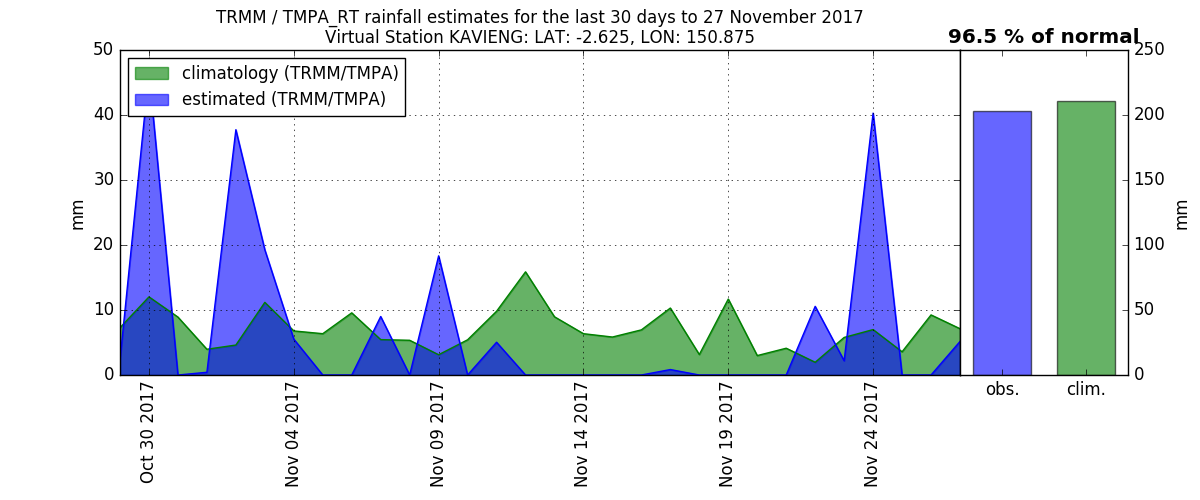 TRMM / TMPA_RT rainfall estimates for the last 30 days to 27 November 2017
Virtual Station KAVIENG: LAT: -2.625, LON: 150.875
96.5 % of normal
climatology (TRMM/TMPA)
estimated (TRMM/TMPA)
50
40
30
20
10
0
mm
Oct 30 2017
Nov 04 2017
Nov 09 2017
Nov 14 2017
Nov 19 2017
Nov 24 2017
obs.
clim.
250
200
150
100
50
0
mm